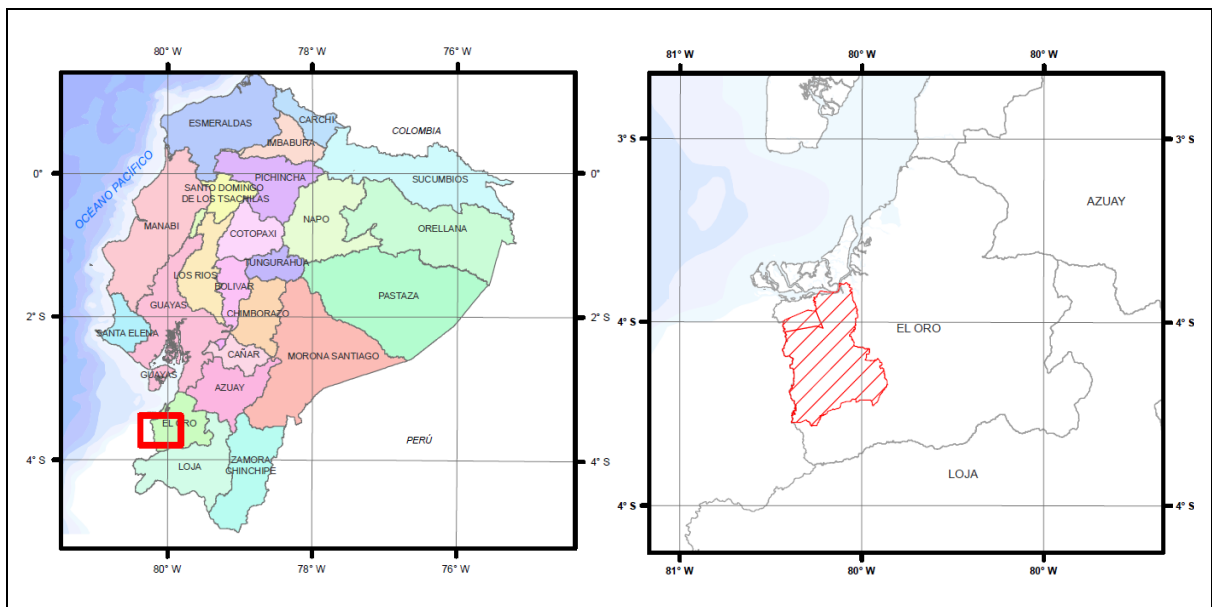 80° W 78° W 76° W
ESMERALDAS
CARCHI
IMBABURA
COLOMBIA
OCÉANO PACÍFICO
0° 0°
PICHINCHA
SUCUMBIOS
SANTO DOMINGO
DE LOS TSACHILAS
NAPO
MANABI
ORELLANA
COTOPAXI
TUNGURAHUA
LOS RIOS
BOLIVAR
PASTAZA
GUAYAS
CHIMBORAZO
2° S 2° S
SANTA ELENA
CAÑAR
MORONA SANTIAGO
GUAYAS
AZUAY
EL ORO
PERÚ
ZAMORA
CHINCHIPE
LOJA
4° S 4° S
80° W 78° W 76° W
81° W 80° W 80° W
3° S 3° S
AZUAY
4° S 4° S
EL ORO
LOJA
4° S 4° S
81° W 80° W 80° W